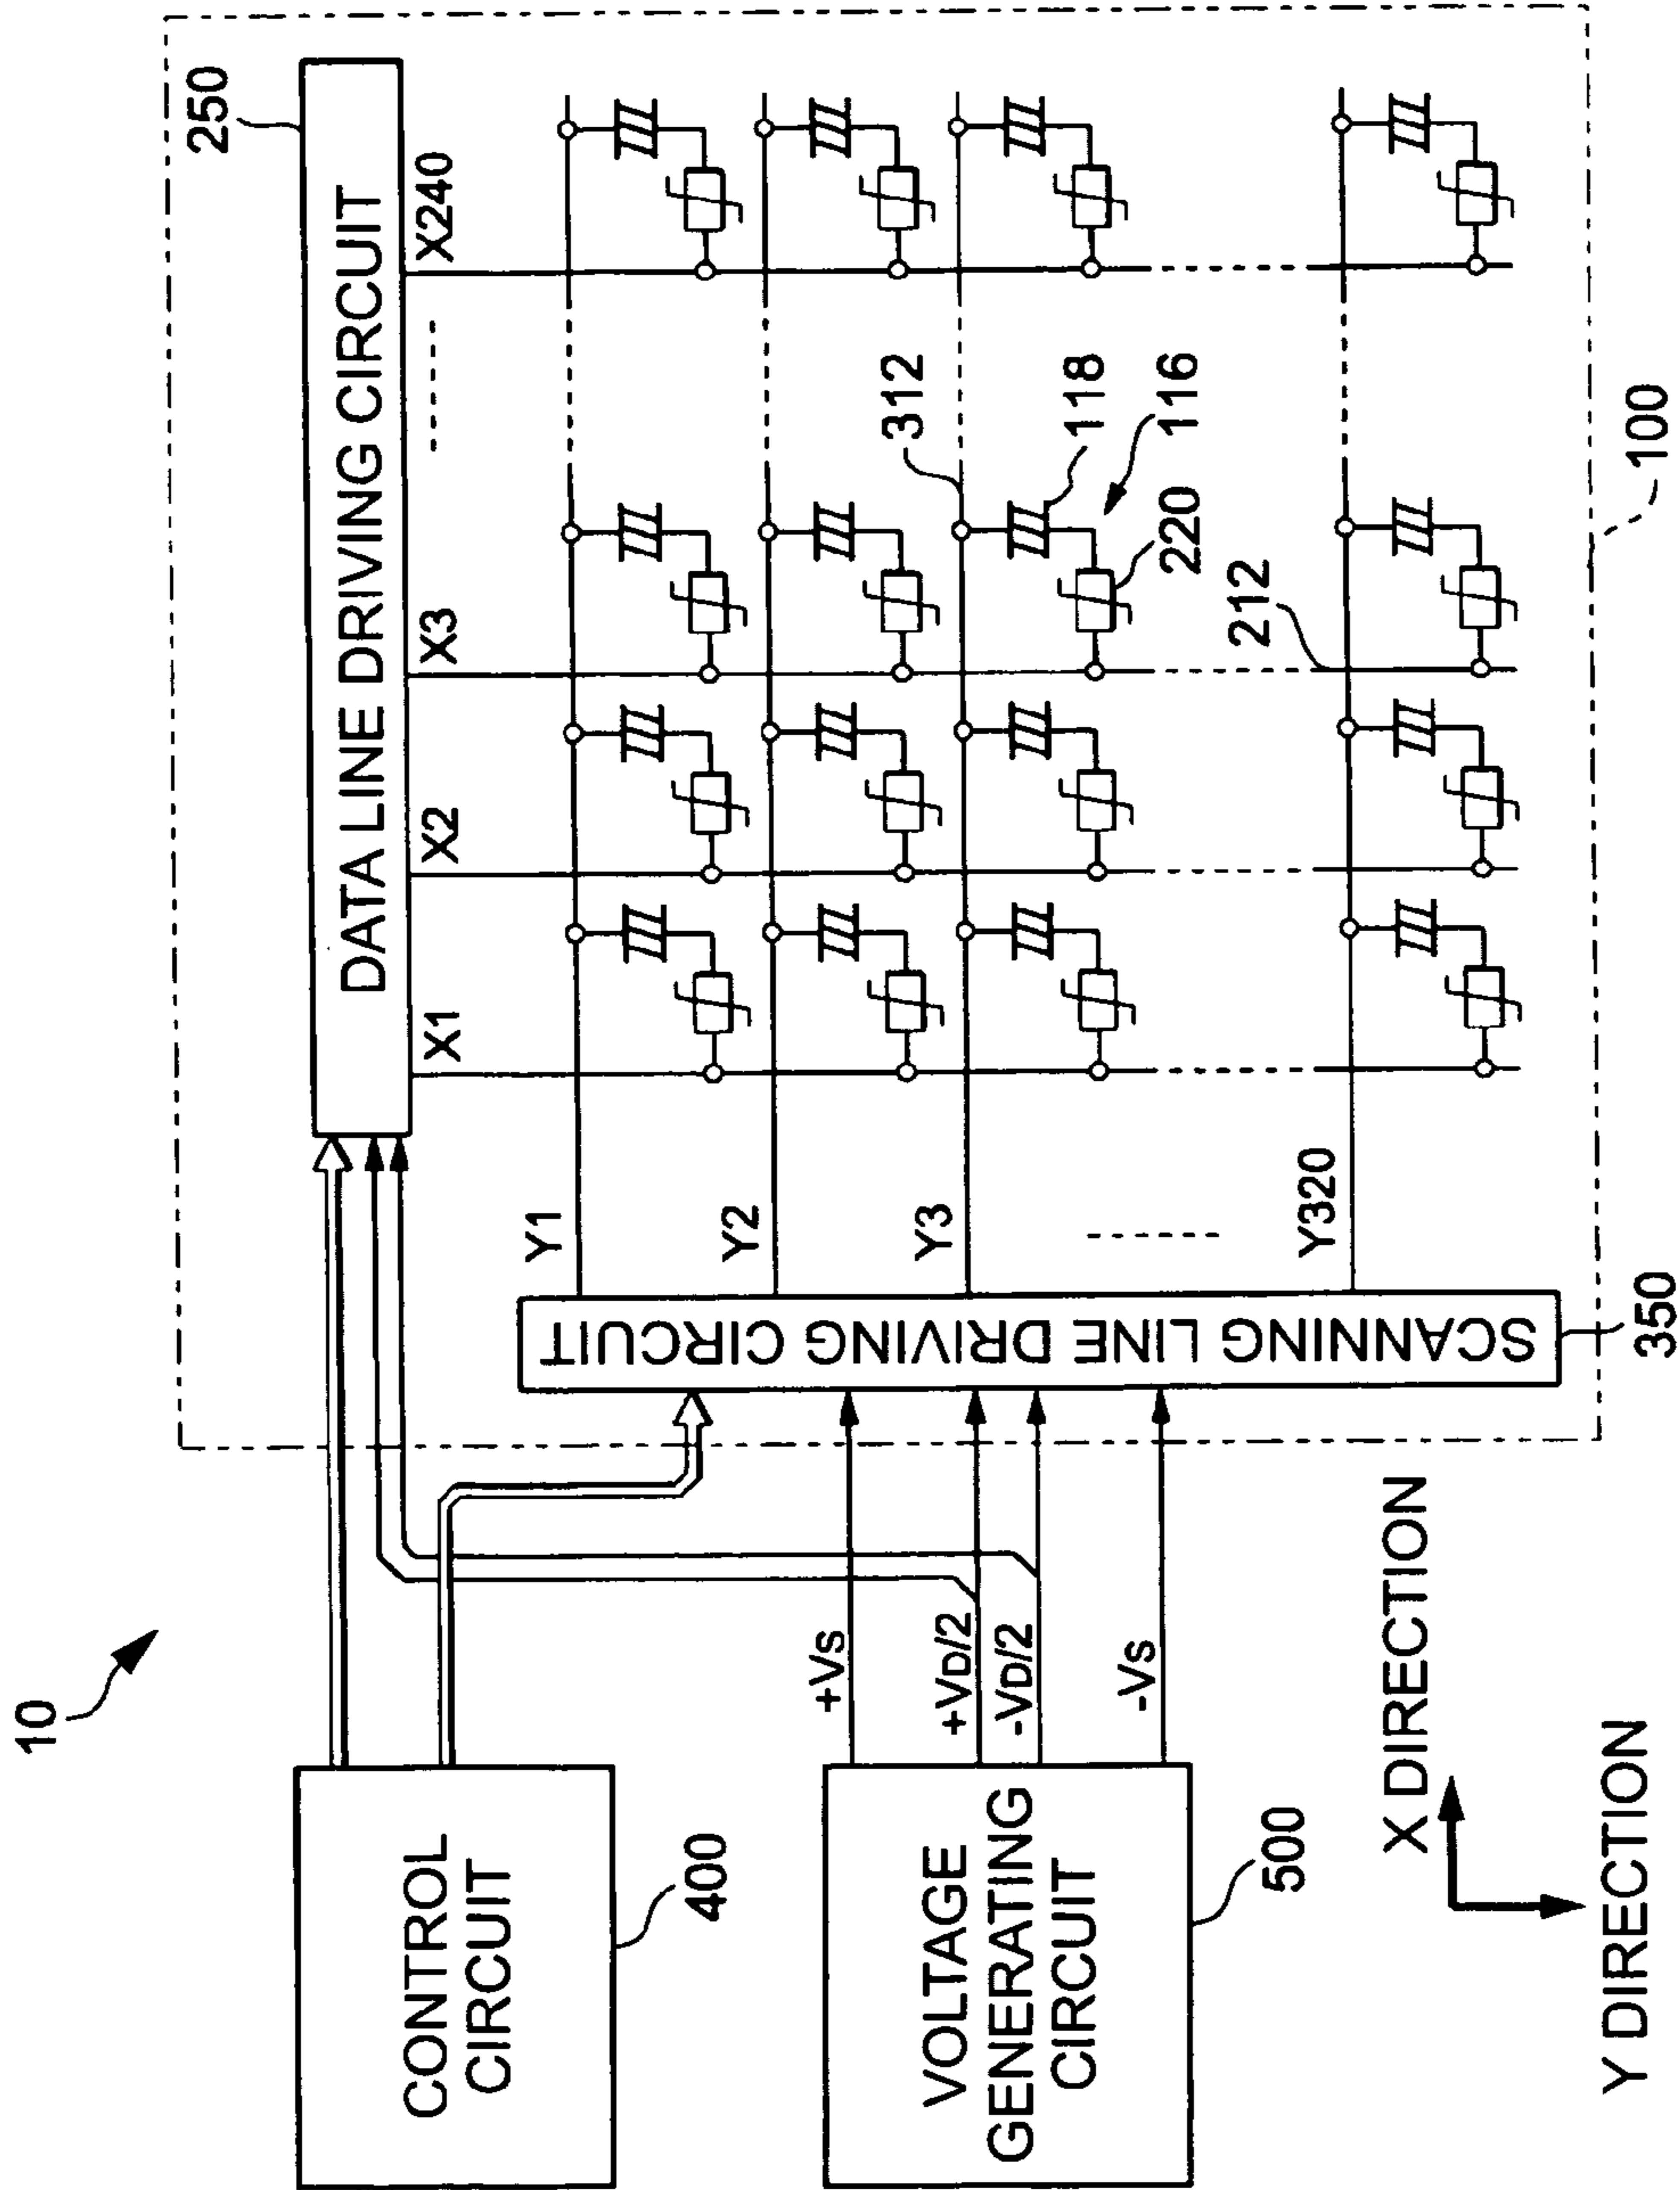 10
250
DATA LINE DRIVING CIRCUIT
X1
X2
X3
X240
CONTROL
CIRCUIT
400
Y1
Y2
Y3
Y320
312
118
116
220
212
SCANNING LINE DRIVING CIRCUIT
350
100
+VS
+VD/2
-VD/2
-VS
VOLTAGE
GENERATING
CIRCUIT
500
X DIRECTION
Y DIRECTION